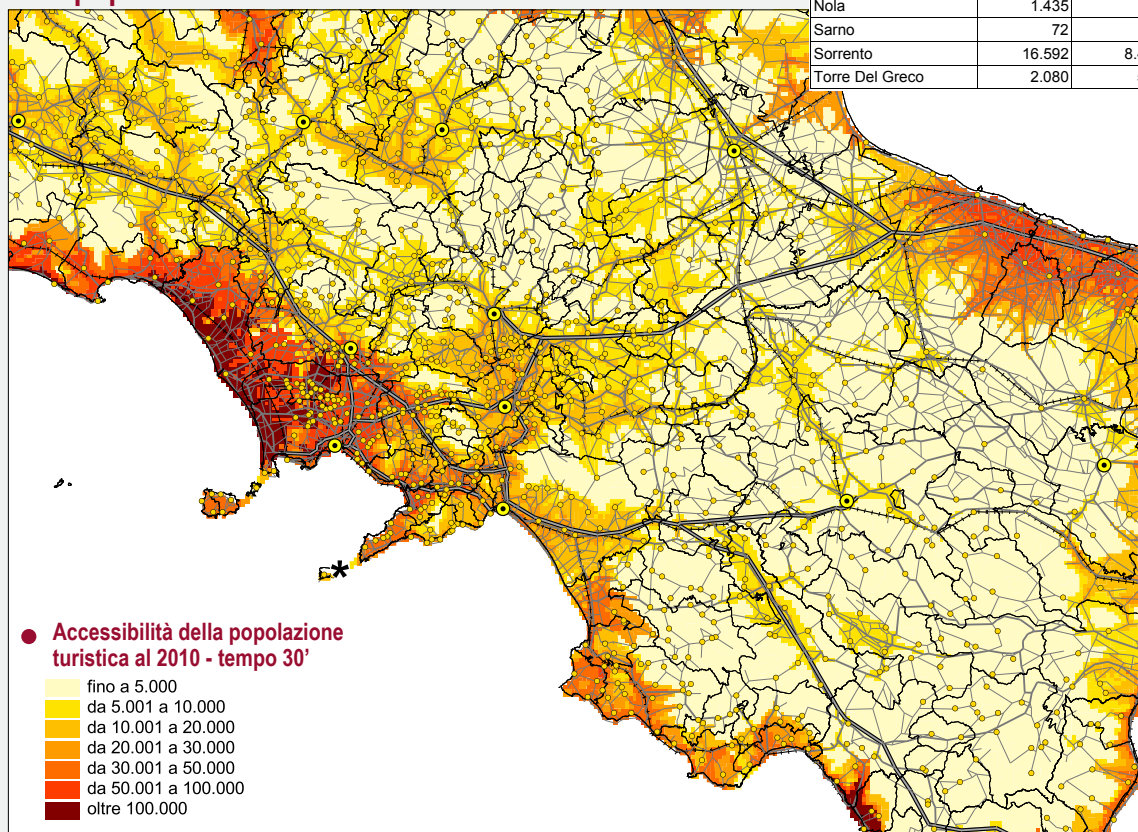 Nola 1.435
Sarno 72
Sorrento 16.592
Torre Del Greco 2.080
*
Accessibilità della popolazione
turistica al 2010 - tempo 30’
fino a 5.000
da 5.001 a 10.000
da 10.001 a 20.000
da 20.001 a 30.000
da 30.001 a 50.000
da 50.001 a 100.000
oltre 100.000